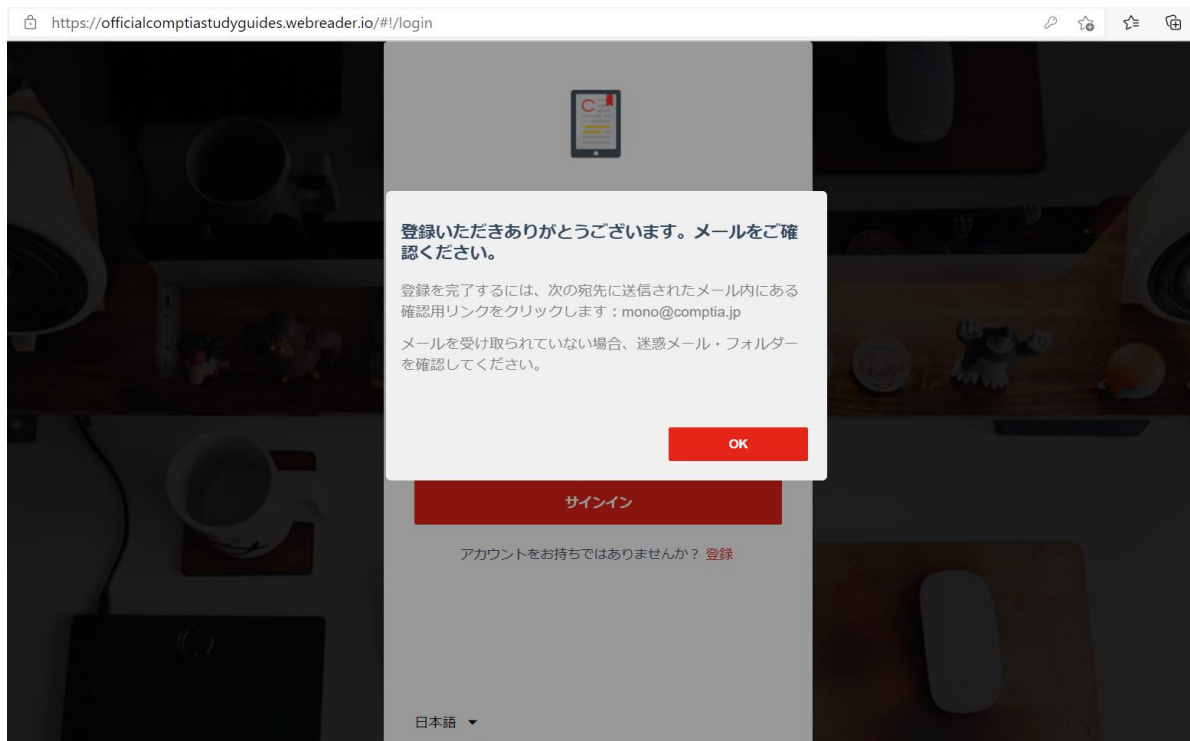 https://officialcomptiastudyguides.webreader.io/#!/login
C
登録いただきありがとうございます。メールをご確
認ください。
登録を完了するには、次の宛先に送信されたメール内にある
確認用リンクをクリックします：mono@comptia.jp
メールを受け取られていない場合、迷惑メール・フォルダー
を確認してください。
OK
サインイン
アカウントをお持ちではありませんか？ 登録
日本語